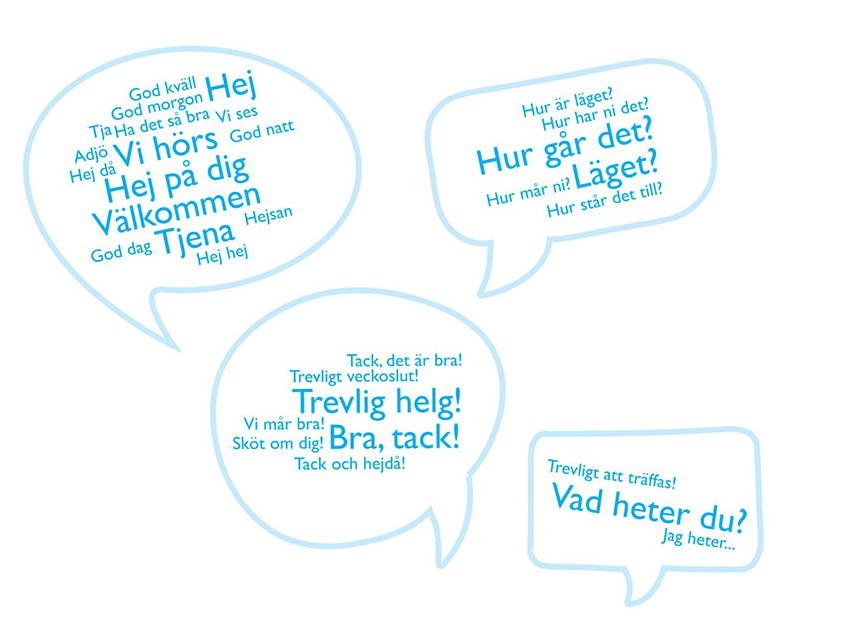 God kväll
Hej
God morgon
Tja Ha det så bra Vi ses
Adjö Vi hörs God natt
Hej då
Hej på dig
Välkommen
Hejsan
God dag Tjena
Hej hej
Hur är läget?
Hur har ni det?
Hur går det?
Hur mår ni? Läget?
Hur står det till?
Tack, det är bra!
Trevligt veckoslut!
Trevlig helg!
Vi mår bra!
Sköt om dig! Bra, tack!
Tack och hejdå!
Trevligt att träffas!
Vad heter du?
Jag heter...